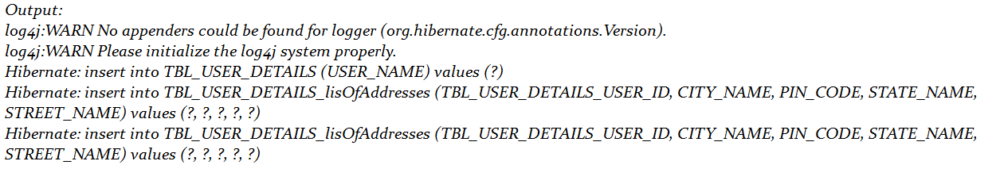 Output:
log4j:WARN No appenders could be found for logger (org.hibernate.cfg.annotations.Version).
log4j:WARN Please initialize the log4j system properly.
Hibernate: insert into TBL_USER_DETAILS (USER_NAME) values (?)
Hibernate: insert into TBL_USER_DETAILS_lisOfAddresses (TBL_USER_DETAILS_USER_ID, CITY_NAME, PIN_CODE, STATE_NAME,
STREET_NAME) values (?, ?, ?, ?, ?)
Hibernate: insert into TBL_USER_DETAILS_lisOfAddresses (TBL_USER_DETAILS_USER_ID, CITY_NAME, PIN_CODE, STATE_NAME,
STREET_NAME) values (?, ?, ?, ?, ?)